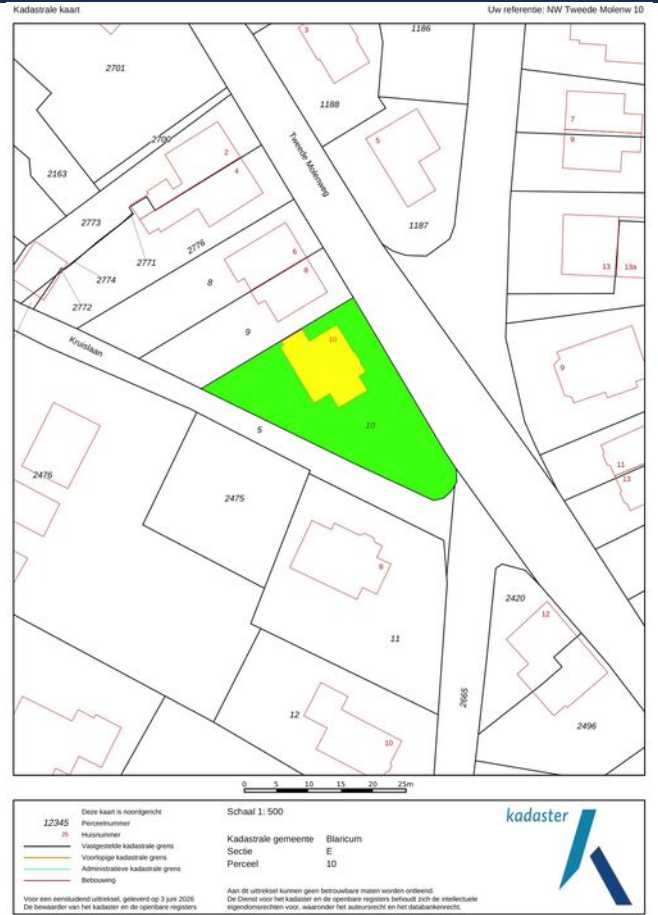 Kadastrale kaart
Uw referentie: NW Tweede Molenw 10
2701
1186
3
1188
7
9
2700
2
4
5
Tweede Molenweg
2163
2773
1187
2776
2771
6
8
13
13a
2774
8
2772
10
9
Kruislaan
9
10
5
11
13
2476
2475
8
2420
12
11
12
2665
2496
10
0 5 10 15 20 25m
Deze kaart is noordgericht
12345 Perceelnummer
25 Huisnummer
Vastgestelde kadastrale grens
Voorlopige kadastrale grens
Administratieve kadastrale grens
Bebouwing
Voor een eensluidend uittreksel, geleverd op 3 juni 2026
De bewaarder van het kadaster en de openbare registers
Schaal 1: 500
Kadastrale gemeente Blaricum
Sectie E
Perceel 10
Aan dit uittreksel kunnen geen betrouwbare maten worden ontleend.
De Dienst voor het kadaster en de openbare registers behoudt zich de intellectuele
eigendomsrechten voor, waaronder het auteursrecht en het databankenrecht.
kadaster